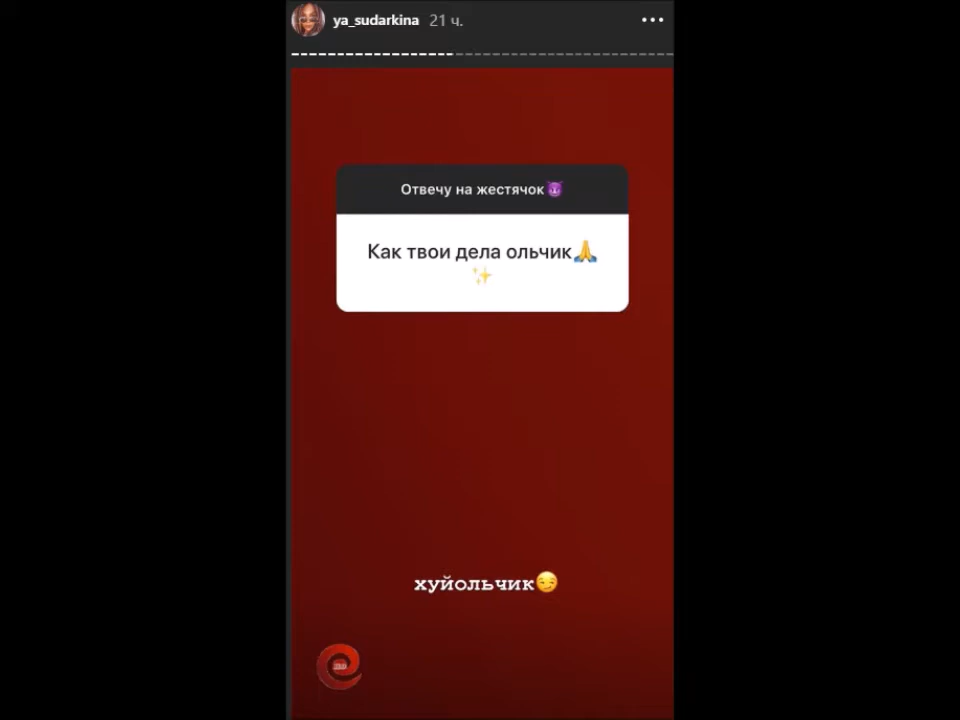 ya_sudarkina 21 ч.
Отвечу на жестячок😈
Как твои дела ольчик🙏
✨
хуйольчик😏